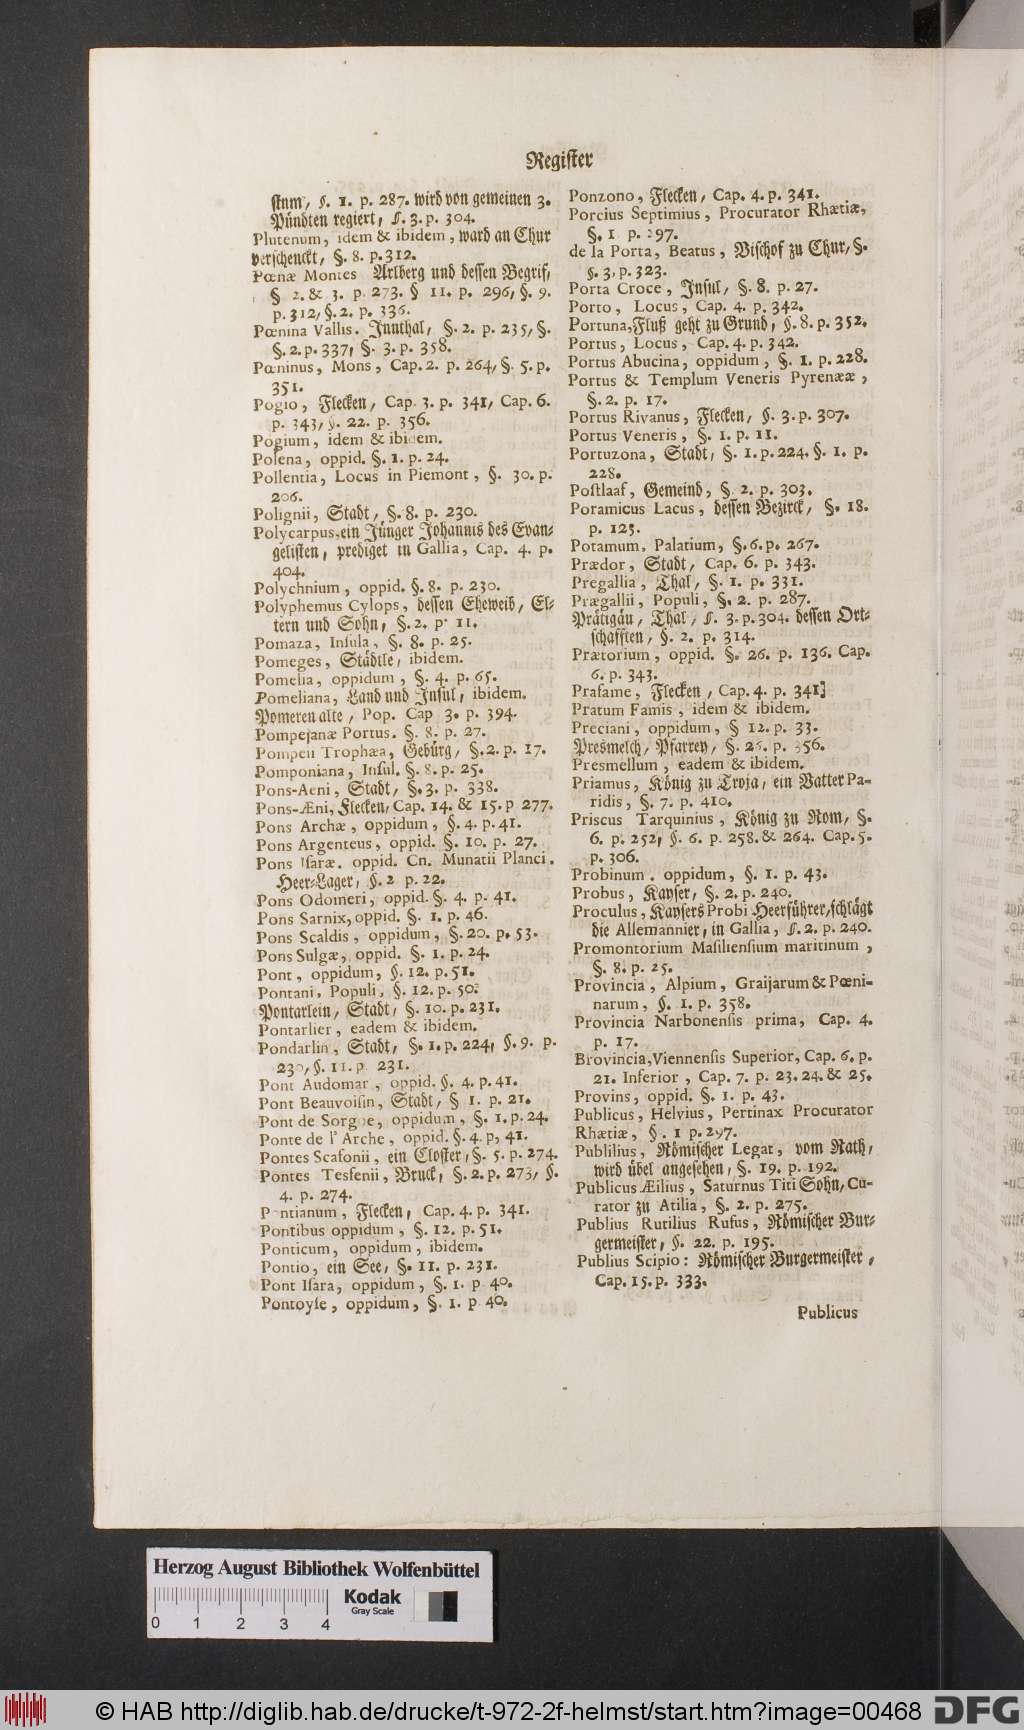 Register
stnm, §. 1. p. 287. wird von gemeinen 3.
Pündten regiert, §. 3. p. 304.
Plutenum, idem & ibidem, ward an Chur
verschenckt, §. 8. p. 312.
Pœnæ Montes Arlberg und dessen Begrif,
§ 2. & 3. p. 273. § 11. p. 296, §. 9.
p. 312, §. 2. p. 336.
Pœnina Vallis. Innthal, §. 2. p. 235, §.
§. 2. p. 337, §. 3. p. 358.
Pœninus, Mons, Cap. 2. p. 264, §. 5. p.
351.
Pogio, Flecken, Cap. 3. p. 341, Cap. 6.
p. 343, §. 22. p. 356.
Pogium, idem & ibidem.
Polena, oppid. §. 1. p. 24.
Pollentia, Locus in Piemont, §. 30. p.
206.
Polignii, Stadt, §. 8. p. 230.
Polycarpus, ein Jünger Johannis des Evan-
gelisten, prediget in Gallia, Cap. 4. p.
404.
Polychnium, oppid. §. 8. p. 230.
Polyphemus Cylops, dessen Eheweib, El-
tern und Sohn, §. 2. p. 11.
Pomaza, Insula, §. 8. p. 25.
Pomeges, Städtle, ibidem.
Pomelia, oppidum, §. 4. p. 65.
Pomeliana, Land und Insul, ibidem.
Pomeren alte, Pop. Cap 3. p. 394.
Pompejanæ Portus. §. 8. p. 27.
Pompeii Trophæa, Gebürg, §. 2. p. 17.
Pomponiana, Insul. §. 8. p. 25.
Pons-Aeni, Stadt, §. 3. p. 338.
Pons-Æni, Flecken, Cap. 14. & 15. p 277.
Pons Archæ, oppidum, §. 4. p. 41.
Pons Argenteus, oppid. §. 10. p. 27.
Pons Isaræ. oppid. Cn. Munatii Planci.
Heer-Lager, §. 2 p. 22.
Pons Odomeri, oppid. §. 4. p. 41.
Pons Sarnix, oppid. §. 1. p. 46.
Pons Scaldis, oppidum, §. 20. p. 53.
Pons Sulgæ, oppid. §. 1. p. 24.
Pont, oppidum, §. 12. p. 51.
Pontani, Populi, §. 12. p. 50.
Pontarlein, Stadt, §. 10. p. 231.
Pontarlier, eadem & ibidem.
Pondarlin, Stadt, §. 1. p. 224, §. 9. p.
230, §. 11. p. 231.
Pont Audomar, oppid. §. 4. p. 41.
Pont Beauvoisin, Stadt, § 1. p. 21.
Pont de Sorgue, oppidum, §. 1. p. 24.
Ponte de l'Arche, oppid. §. 4. p, 41.
Pontes Scafonii, ein Closter, §. 5. p. 274.
Pontes Tesfenii, Bruck, §. 2. p. 273, §.
4. p. 274.
Pontianum, Flecken, Cap. 4. p. 341.
Pontibus oppidum, §. 12. p. 51.
Ponticum, oppidum, ibidem.
Pontio, ein See, §. 11. p. 231.
Pont Isara, oppidum, §. 1. p 40.
Pontoyse, oppidum, §. 1. p 40.
Ponzono, Flecken, Cap. 4. p. 341.
Porcius Septimius, Procurator Rhætiæ,
§. 1 p. 297.
de la Porta, Beatus, Bischof zu Chur, §.
§. 3. p. 323.
Porta Croce, Insul, §. 8. p. 27.
Porto, Locus, Cap. 4. p. 342.
Portuna, Fluß geht zu Grund, §. 8. p. 352.
Portus, Locus, Cap. 4. p. 342.
Portus Abucina, oppidum, §. 1. p. 228.
Portus & Templum Veneris Pyrenææ,
§. 2. p. 17.
Portus Rivanus, Flecken, §. 3. p. 307.
Portus Veneris, §. 1. p. 11.
Portuzona, Stadt, §. 1. p. 224. §. 1. p.
228.
Postlaaf, Gemeind, §. 2. p. 303.
Poramicus Lacus, dessen Bezirck, §. 18.
p. 125.
Potamum, Palatium, §. 6. p. 267.
Prædor, Stadt, Cap. 6. p. 343.
Pregallia, Thal, §. 1. p. 331.
Prægallii, Populi, §. 2. p. 287.
Prätigäu, Thal, §. 3. p. 304. dessen Ort-
schafften, §. 2. p. 314.
Prætorium, oppid. §. 26. p. 136. Cap.
6. p. 343.
Prafame, Flecken, Cap. 4. p. 341.
Pratum Famis, idem & ibidem.
Preciani, oppidum, § 12. p. 33.
Presmelch, Pfarrey, §. 26. p. 356.
Presmellum, eadem & ibidem.
Priamus, König zu Troja, ein Vatter Pa-
ridis, §. 7. p. 410.
Priscus Tarquinius, König zu Rom, §.
6. p. 252, §. 6. p. 258. & 264. Cap. 5.
p. 306.
Probinum. oppidum, §. 1. p. 43.
Probus, Kayser, §. 2. p. 240.
Proculus, Kaysers Probi Heerführer, schlägt
die Allemannier, in Gallia, §. 2. p. 240.
Promontorium Masiliensium maritinum,
§. 8. p. 25.
Provincia, Alpium, Graijarum & Pœni-
narum, §. 1. p. 358.
Provincia Narbonensis prima, Cap. 4.
p. 17.
Brovincia, Viennensis Superior, Cap. 6. p.
21. Inferior, Cap. 7. p. 23. 24. & 25.
Provins, oppid. §. 1. p. 43.
Publicus, Helvius, Pertinax Procurator
Rhætiæ, §. 1 p. 297.
Publilius, Römischer Legat, vom Rath,
wird übel angesehen, §. 19. p. 192.
Publicus Æilius, Saturnus Titi Sohn, Cu-
rator zu Atilia, §. 2. p. 275.
Publius Rutilius Rufus, Römischer Bur-
germeister, §. 22. p. 195.
Publius Scipio: Römischer Burgermeister,
Cap. 15. p. 333.
Publicus
Herzog August Bibliothek Wolfenbüttel
0 1 2 3 4
Kodak
Gray Scale
© HAB http://diglib.hab.de/drucke/t-972-2f-helmst/start.htm?image=00468
DFG